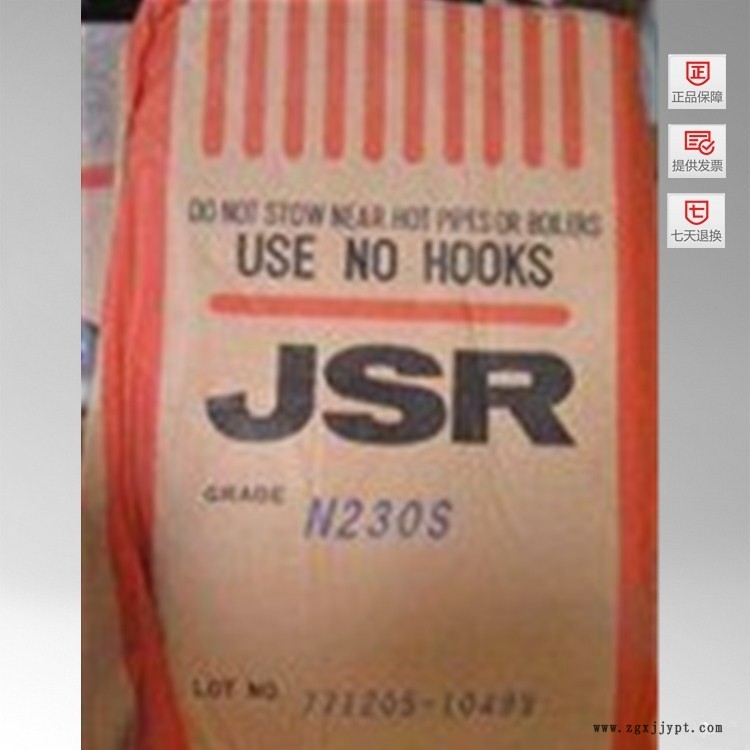 DO NOT STOW NEAR HOT PIPES OR BOILERS
USE NO HOOKS
JSR
GRADE N230S
LOT NO.
正品保障
提供发票
七天退换
www.zgxjjypt.com